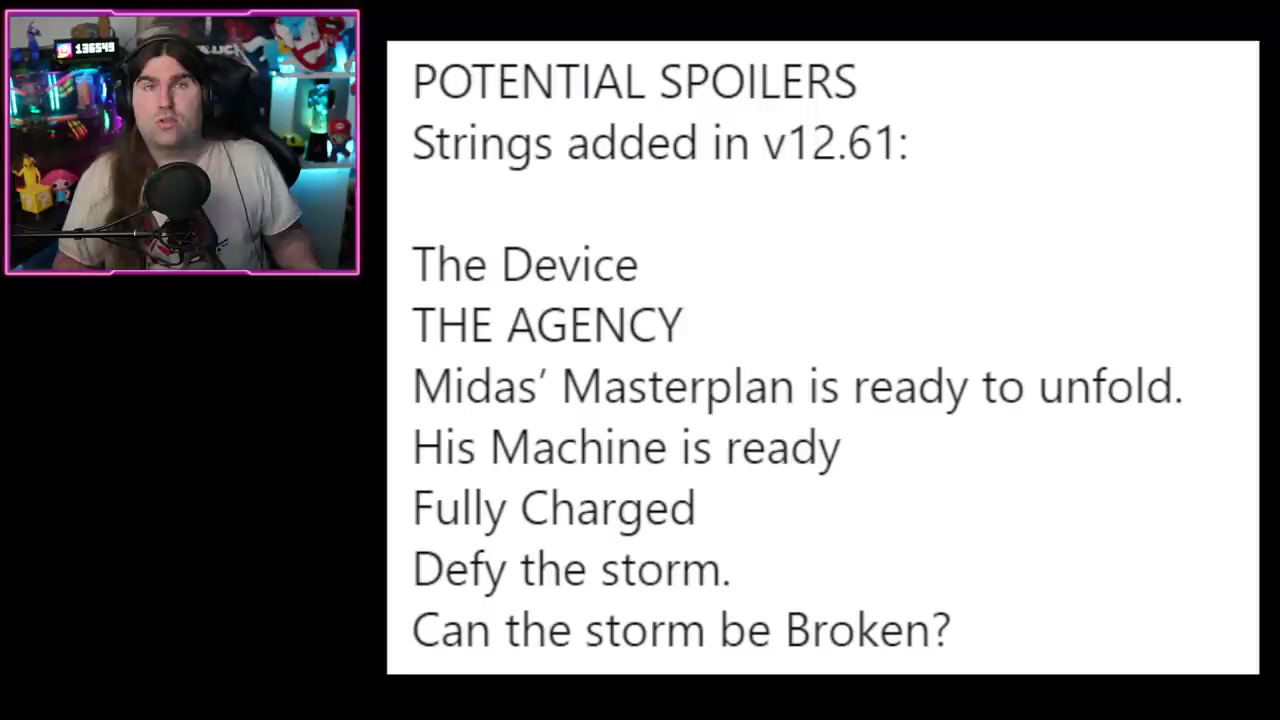 136549
POTENTIAL SPOILERS
Strings added in v12.61:
The Device
THE AGENCY
Midas’ Masterplan is ready to unfold.
His Machine is ready
Fully Charged
Defy the storm.
Can the storm be Broken?